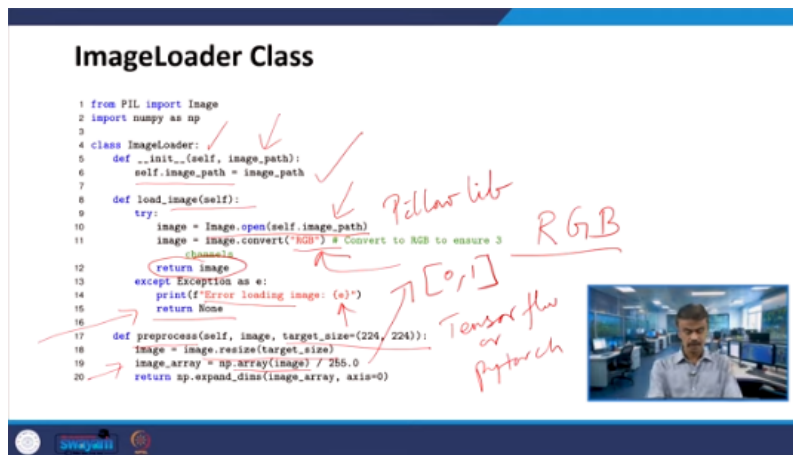 ImageLoader Class
1 from PIL import Image
2 import numpy as np
3
4 class ImageLoader:
5 def __init__(self, image_path):
6 self.image_path = image_path
7
8 def load_image(self):
9 try:
10 image = Image.open(self.image_path)
11 image = image.convert("RGB") # Convert to RGB to ensure 3
channels
12 return image
13 except Exception as e:
14 print(f"Error loading image: {e}")
15 return None
16
17 def preprocess(self, image, target_size=(224, 224)):
18 image = image.resize(target_size)
19 image_array = np.array(image) / 255.0
20 return np.expand_dims(image_array, axis=0)
Pillow lib
RGB
[0,1]
Tensorflow
or
pytorch
swayam